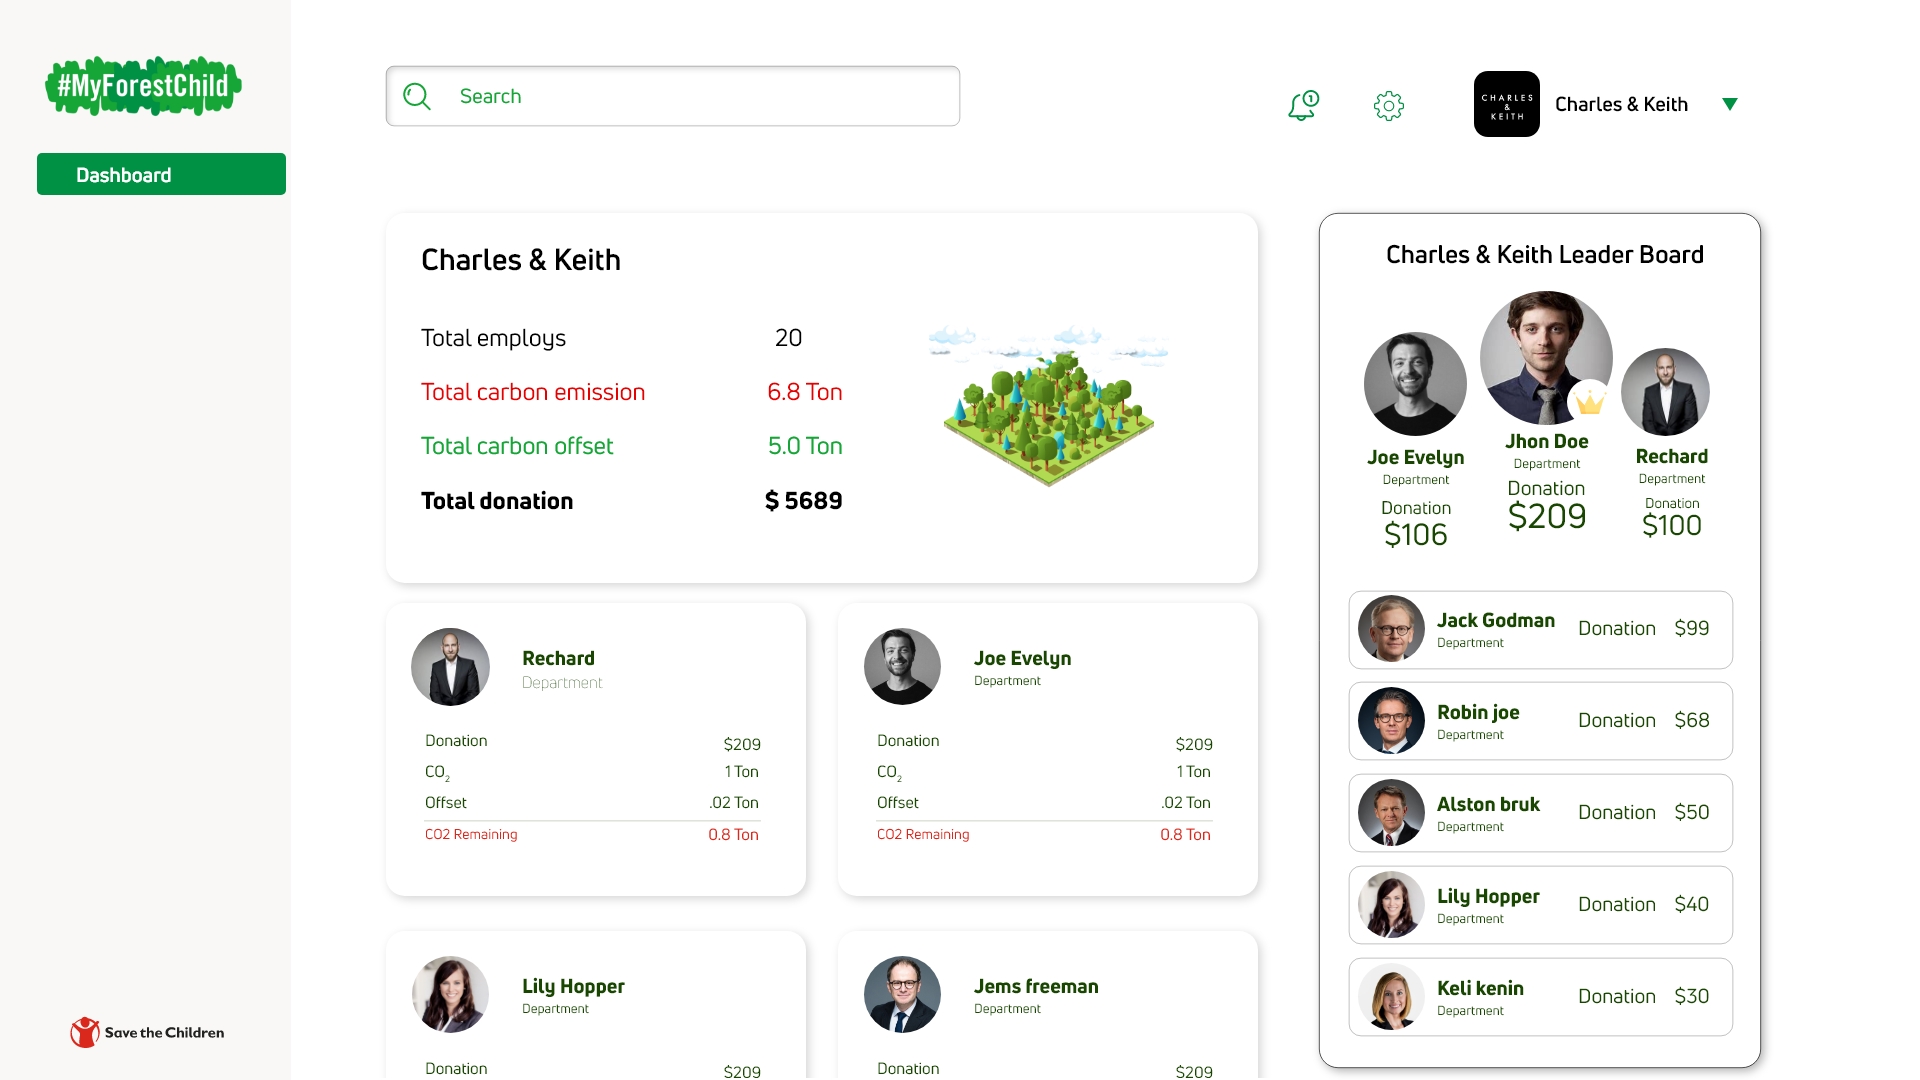 #MyForestChild
Dashboard
Save the Children
Search
1
CHARLES
&
KEITH
Charles & Keith
Charles & Keith
Total employs 20
Total carbon emission 6.8 Ton
Total carbon offset 5.0 Ton
Total donation $ 5689
Rechard
Department
Donation $209
CO2 1 Ton
Offset .02 Ton
CO2 Remaining 0.8 Ton
Joe Evelyn
Department
Donation $209
CO2 1 Ton
Offset .02 Ton
CO2 Remaining 0.8 Ton
Lily Hopper
Department
Donation $209
Jems freeman
Department
Donation $209
Charles & Keith Leader Board
Joe Evelyn
Department
Donation
$106
Jhon Doe
Department
Donation
$209
Rechard
Department
Donation
$100
Jack Godman
Department
Donation $99
Robin joe
Department
Donation $68
Alston bruk
Department
Donation $50
Lily Hopper
Department
Donation $40
Keli kenin
Department
Donation $30